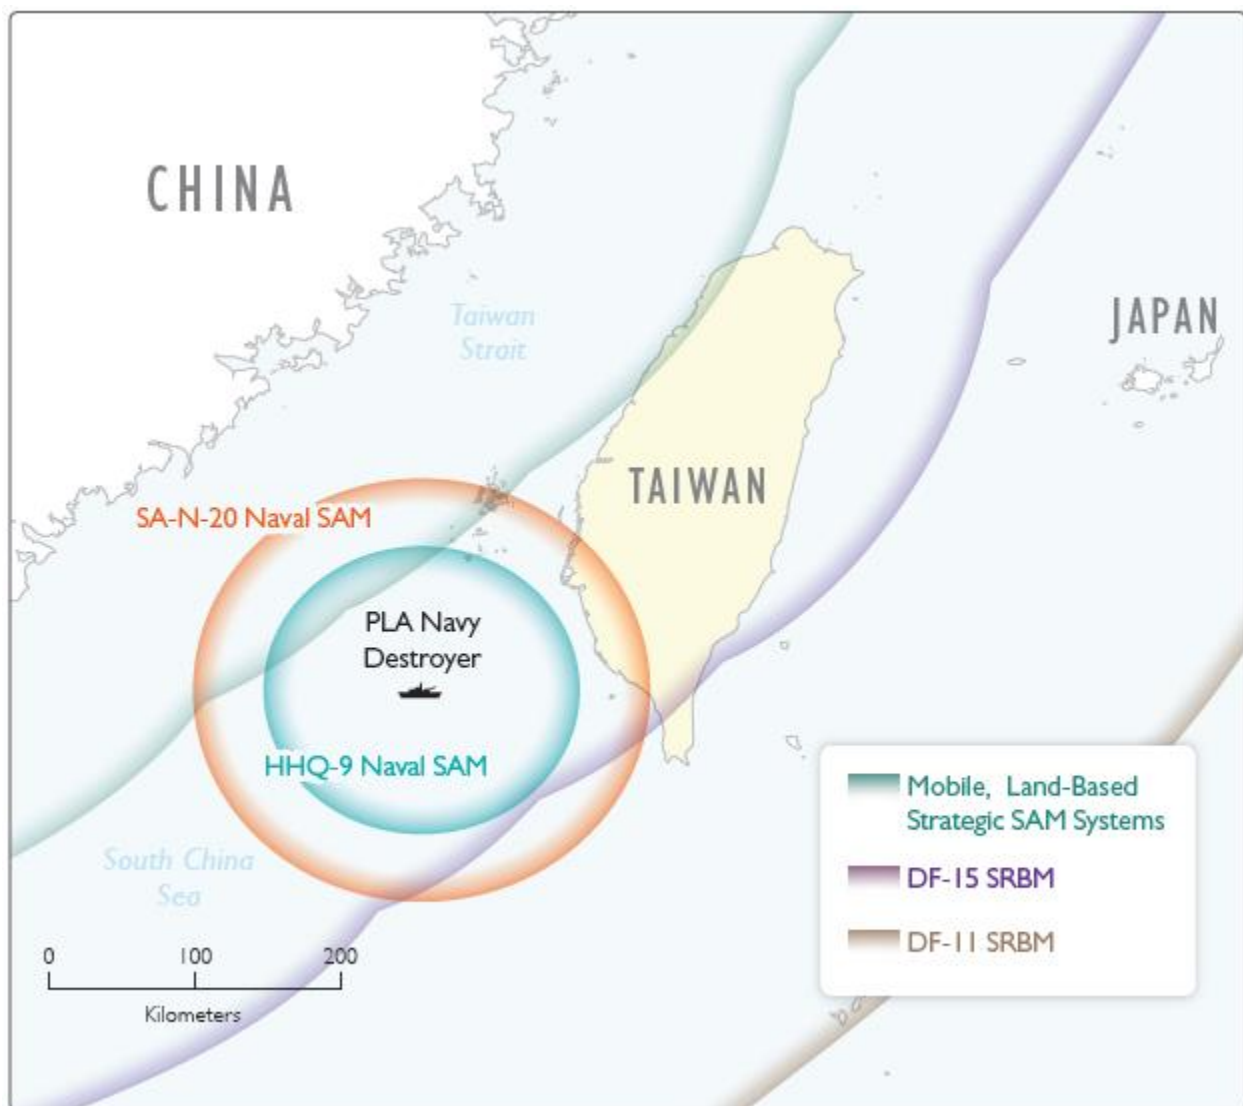 CHINA
Taiwan
Strait
JAPAN
TAIWAN
SA-N-20 Naval SAM
PLA Navy
Destroyer
HHQ-9 Naval SAM
Mobile, Land-Based
Strategic SAM Systems
DF-15 SRBM
DF-11 SRBM
South China
Sea
0 100 200
Kilometers